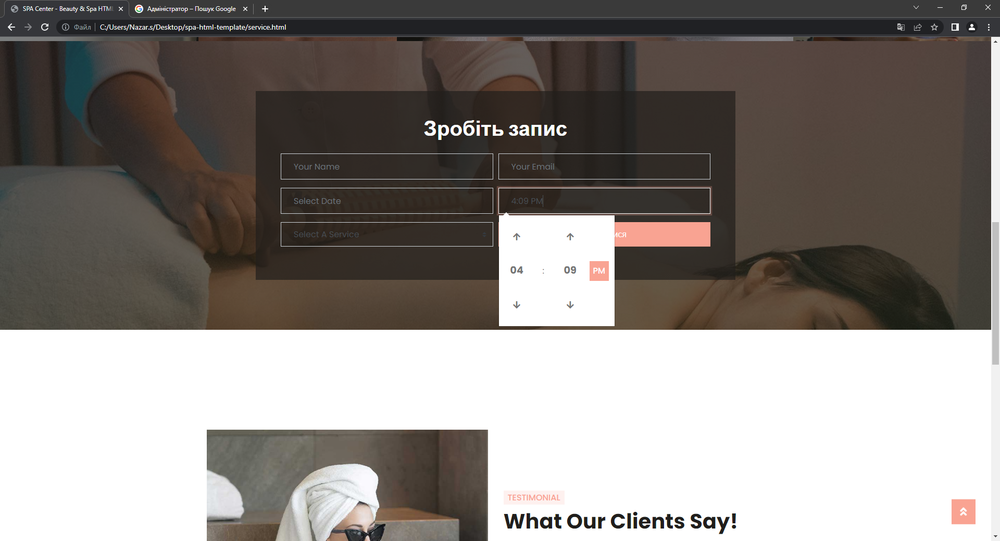 SPA Center - Beauty & Spa HTML
Адміністратор – Пошук Google
Файл
C:/Users/Nazar.s/Desktop/spa-html-template/service.html
Зробіть запис
Your Name
Your Email
Select Date
4:09 PM
Select A Service
ися
04 : 09 PM
TESTIMONIAL
What Our Clients Say!